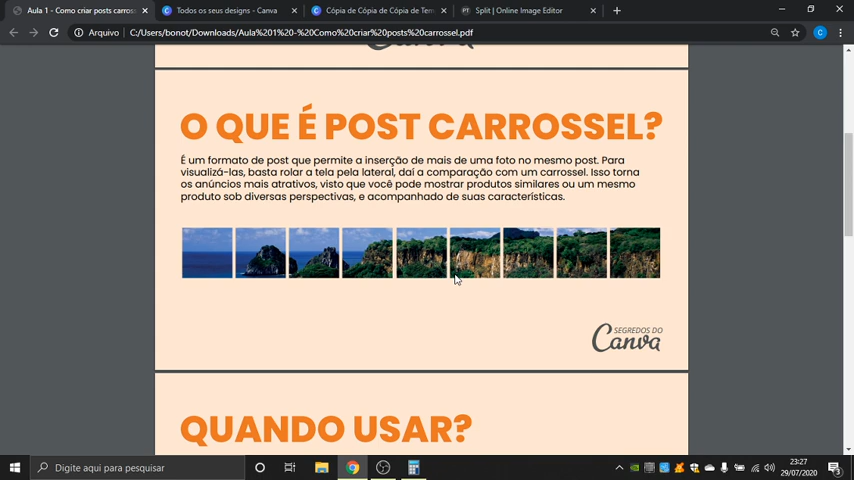 Aula 1 - Como criar posts carross
Todos os seus designs - Canva
Cópia de Cópia de Cópia de Tem
Split | Online Image Editor
Arquivo
C:/Users/bonot/Downloads/Aula%201%20-%20Como%20criar%20posts%20carrossel.pdf
O QUE É POST CARROSSEL?
É um formato de post que permite a inserção de mais de uma foto no mesmo post. Para
visualizá-las, basta rolar a tela pela lateral, daí a comparação com um carrossel. Isso torna
os anúncios mais atrativos, visto que você pode mostrar produtos similares ou um mesmo
produto sob diversas perspectivas, e acompanhado de suas características.
SEGREDOS DO
Canva
QUANDO USAR?
Digite aqui para pesquisar
23:27
29/07/2020